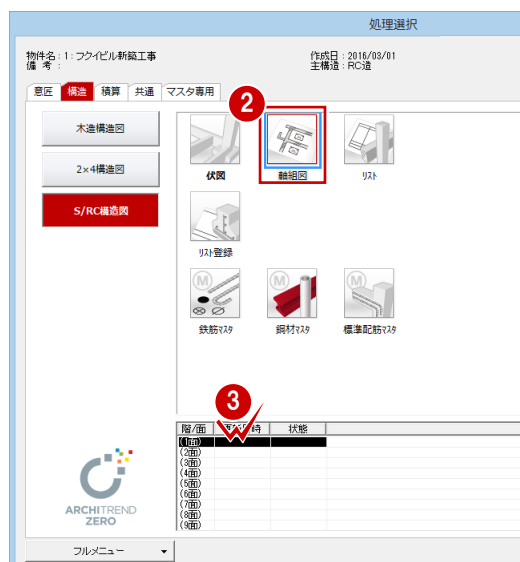 処理選択
物件名：1：フクイビル新築工事
作成日：2016/03/01
備 考：
主構造：RC造
意匠 構造 積算 共通 マスタ専用
2
木造構造図
2×4構造図
S/RC構造図
伏図 軸組図 リスト
リスト登録
M M M
鉄筋マスタ 鋼材マスタ 標準配筋マスタ
3
階/面 時 状態
(1面)
(2面)
(3面)
(4面)
(5面)
(6面)
(7面)
(8面)
(9面)
ARCHITREND
ZERO
フルメニュー